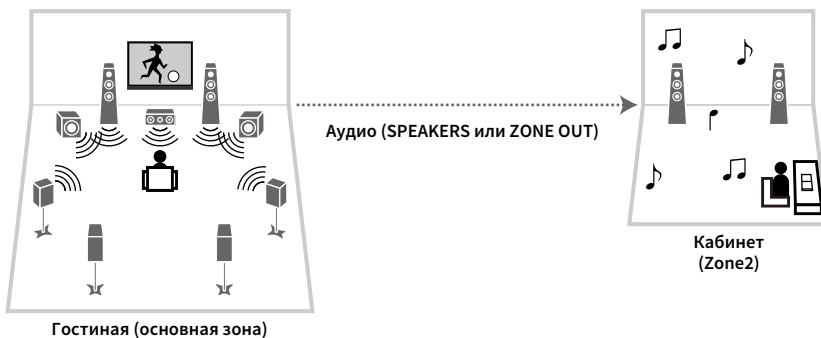 Аудио (SPEAKERS или ZONE OUT)
Кабинет
(Zone2)
Гостиная (основная зона)